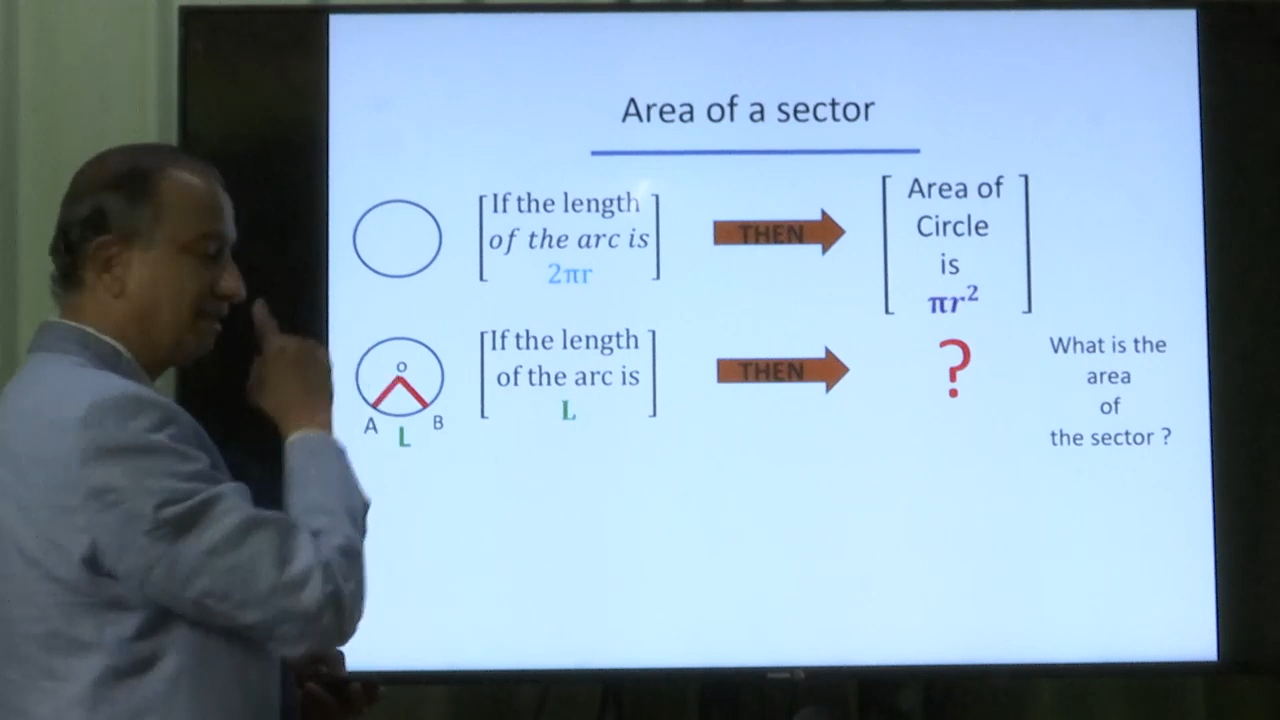 Area of a sector
If the length
of the arc is
2πr
THEN
Area of
Circle
is
πr²
O
A
B
L
If the length
of the arc is
L
THEN
?
What is the
area
of
the sector ?